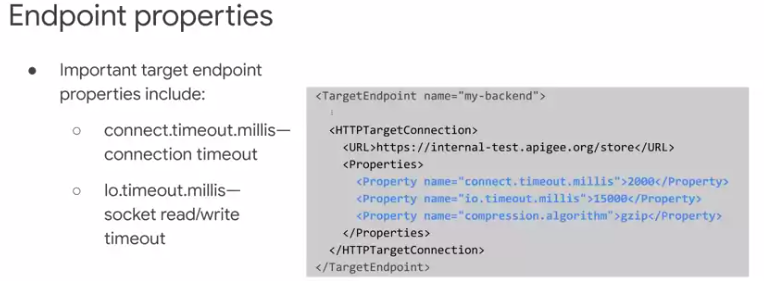 Endpoint properties
● Important target endpoint
properties include:
○ connect.timeout.millis—
connection timeout
○ Io.timeout.millis—
socket read/write
timeout
<TargetEndpoint name="my-backend">
<HTTPTargetConnection>
<URL>https://internal-test.apigee.org/store</URL>
<Properties>
<Property name="connect.timeout.millis">2000</Property>
<Property name="io.timeout.millis">15000</Property>
<Property name="compression.algorithm">gzip</Property>
</Properties>
</HTTPTargetConnection>
</TargetEndpoint>